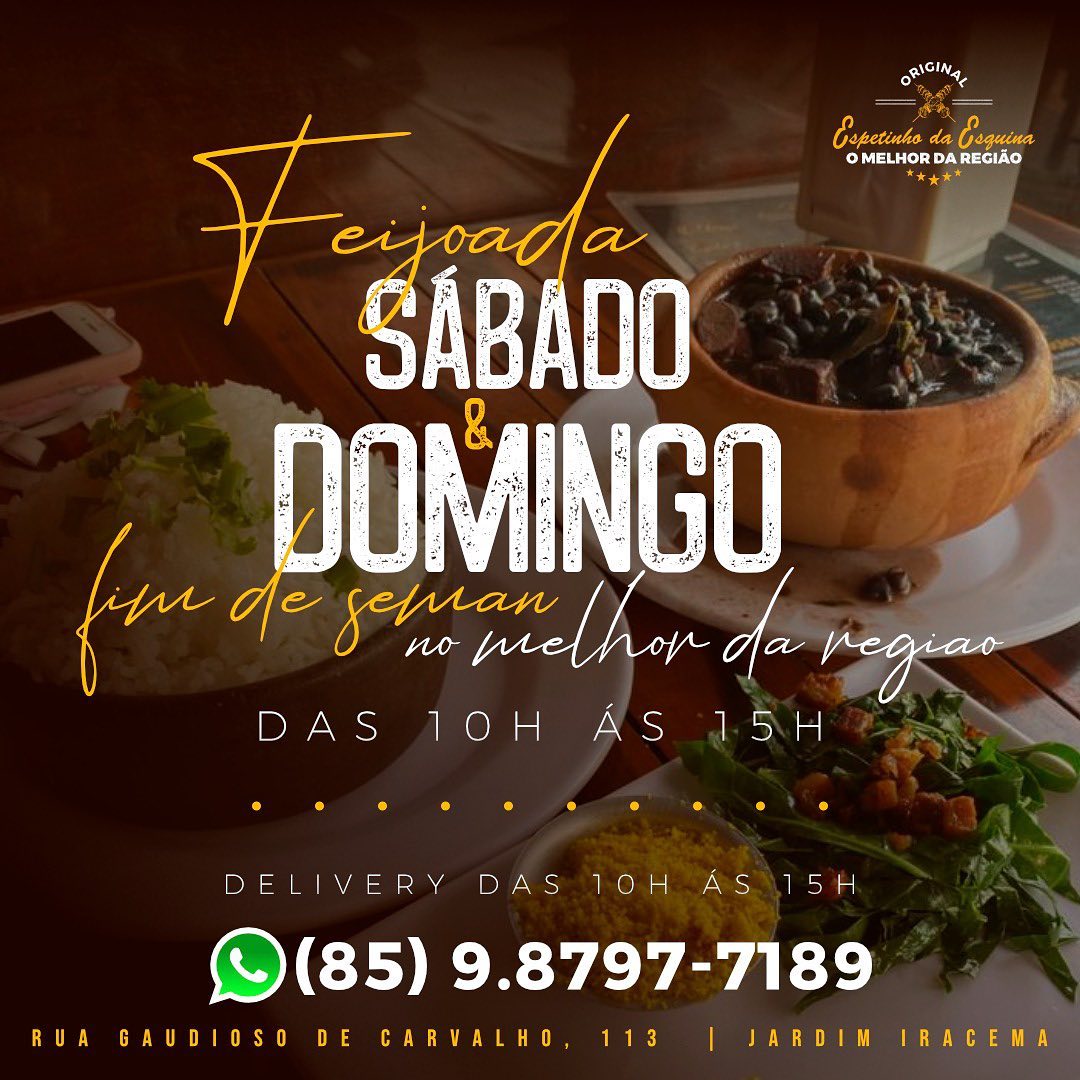 ORIGINAL
Espetinho da Esquina
O MELHOR DA REGIÃO
Feijoada
SÁBADO
&
DOMINGO
fim de seman
no melhor da regiao
DAS 10H ÁS 15H
DELIVERY DAS 10H ÁS 15H
(85) 9.8797-7189
RUA GAUDIOSO DE CARVALHO, 113 | JARDIM IRACEMA